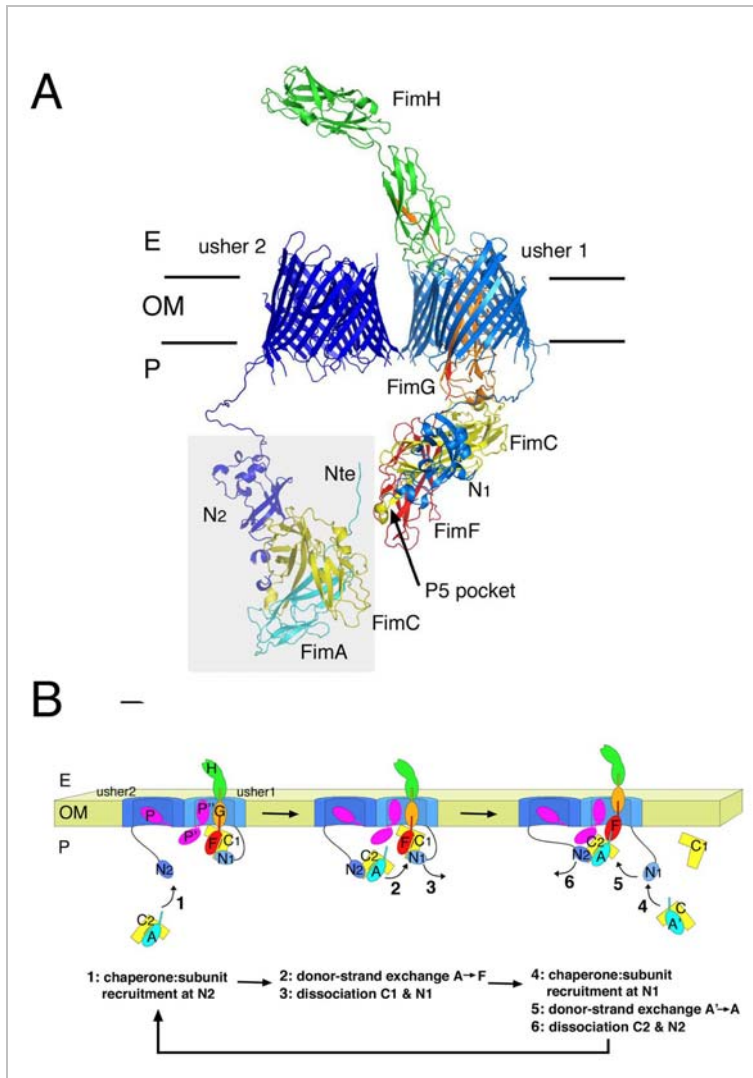 A
FimH
E
usher 2
usher 1
OM
P
FimG
FimC
Nte
N1
N2
FimF
P5 pocket
FimC
FimA
B
E
H
usher2
usher1
OM
P
P''
G
P
P'
F
C1
N1
N2
1
C2
A
N2
C2
A
2
F
C1
N1
3
F
N2
C2
A
6
5
N1
4
C1
C
A'
1: chaperone:subunit
recruitment at N2
2: donor-strand exchange A→F
3: dissociation C1 & N1
4: chaperone:subunit
recruitment at N1
5: donor-strand exchange A'→A
6: dissociation C2 & N2